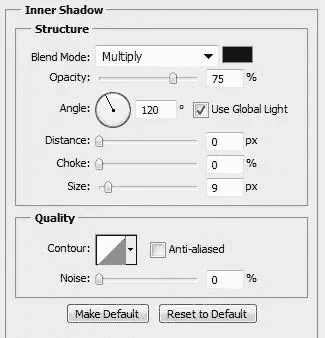 Inner Shadow
Structure
Blend Mode: Multiply
Opacity: 75 %
Angle: 120 ° Use Global Light
Distance: 0 px
Choke: 0 %
Size: 9 px
Quality
Contour: Anti-aliased
Noise: 0 %
Make Default Reset to Default